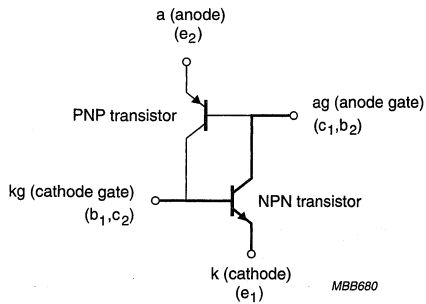 a (anode)
(e2)
PNP transistor
ag (anode gate)
(c1,b2)
kg (cathode gate)
(b1,c2)
NPN transistor
k (cathode)
(e1)
MBB680